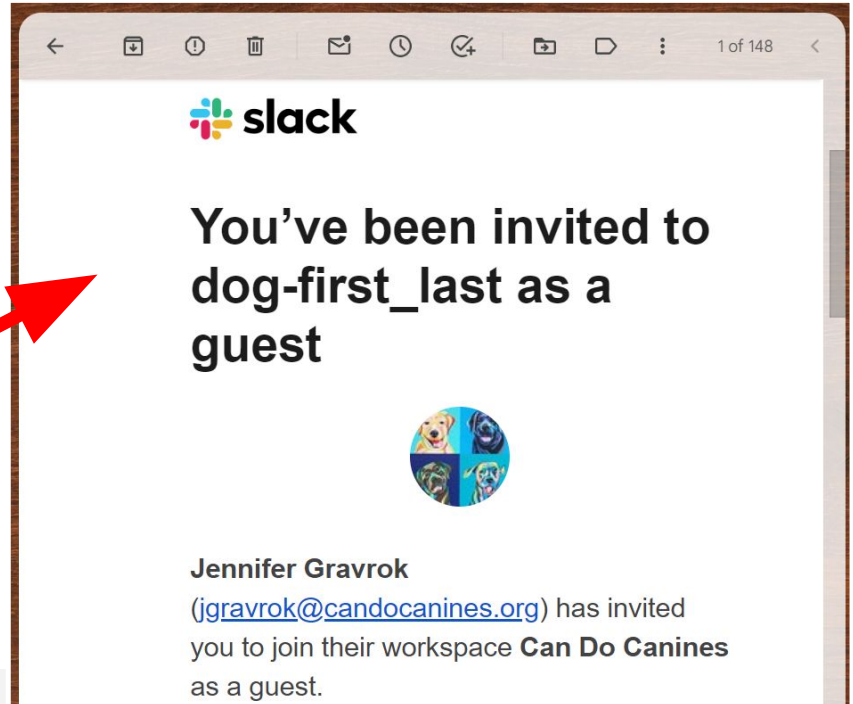 1 of 148
slack
You’ve been invited to
dog-first_last as a
guest
Jennifer Gravrok
(jgravrok@candocanines.org) has invited
you to join their workspace Can Do Canines
as a guest.